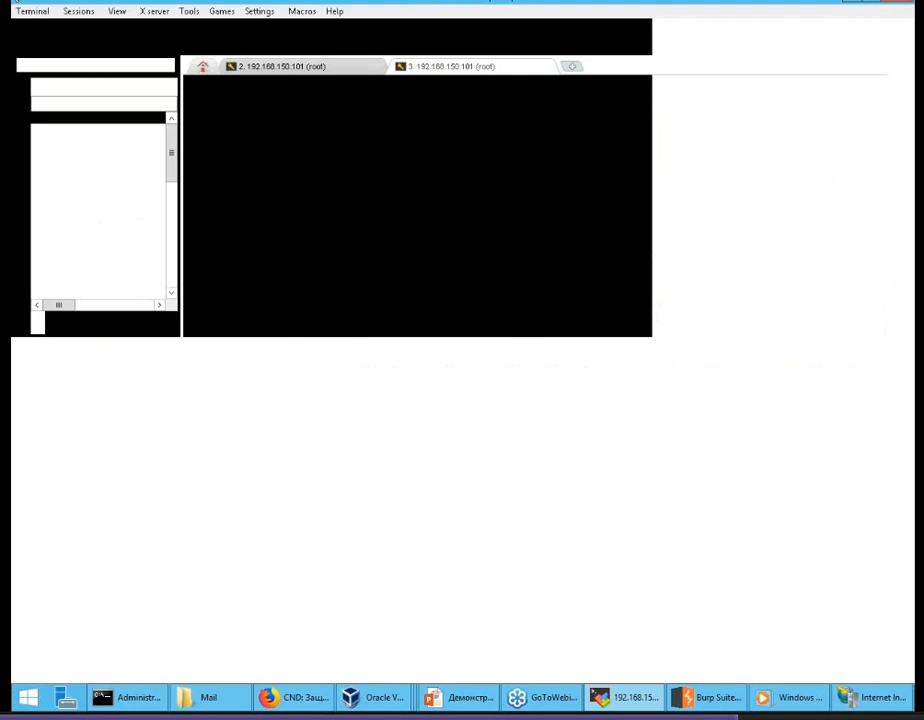 Terminal Sessions View X server Tools Games Settings Macros Help
2. 192.168.150.101 (root) 3. 192.168.150.101 (root)
Administr... Mail CND: Защ... Oracle V... Демонстр... GoToWebi... 192.168.15... Burp Suite... Windows ... Internet In...